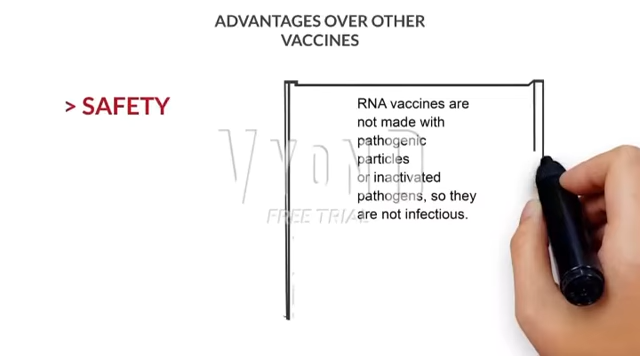 ADVANTAGES OVER OTHER
VACCINES
> SAFETY
RNA vaccines are
not made with
pathogenic
particles
or inactivated
pathogens, so they
are not infectious.
VYOND
FREE TRIAL